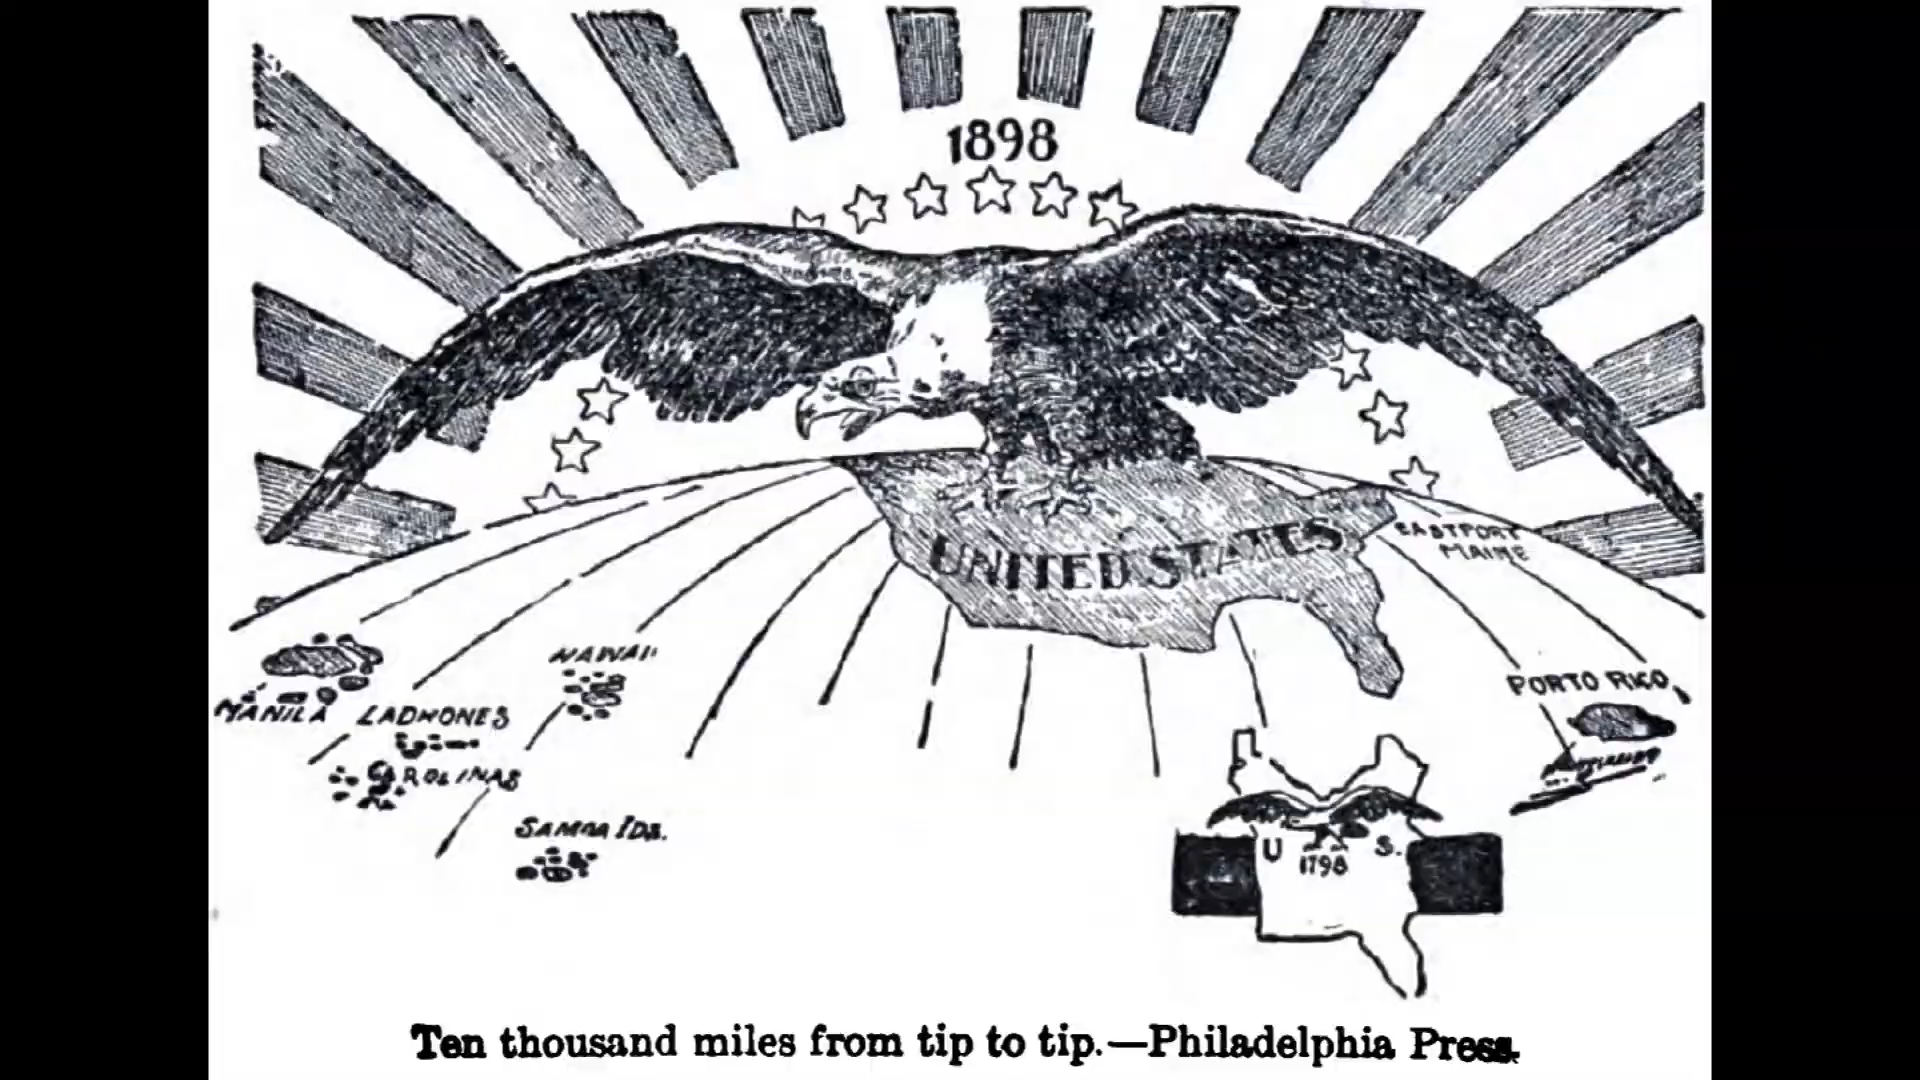 1898
UNITED STATES
EASTPORT
MAINE
HAWAII
PORTO RICO
MANILA
LADRONES
CAROLINAS
SAMOA IDS.
U S.
1798
Ten thousand miles from tip to tip.—Philadelphia Press.